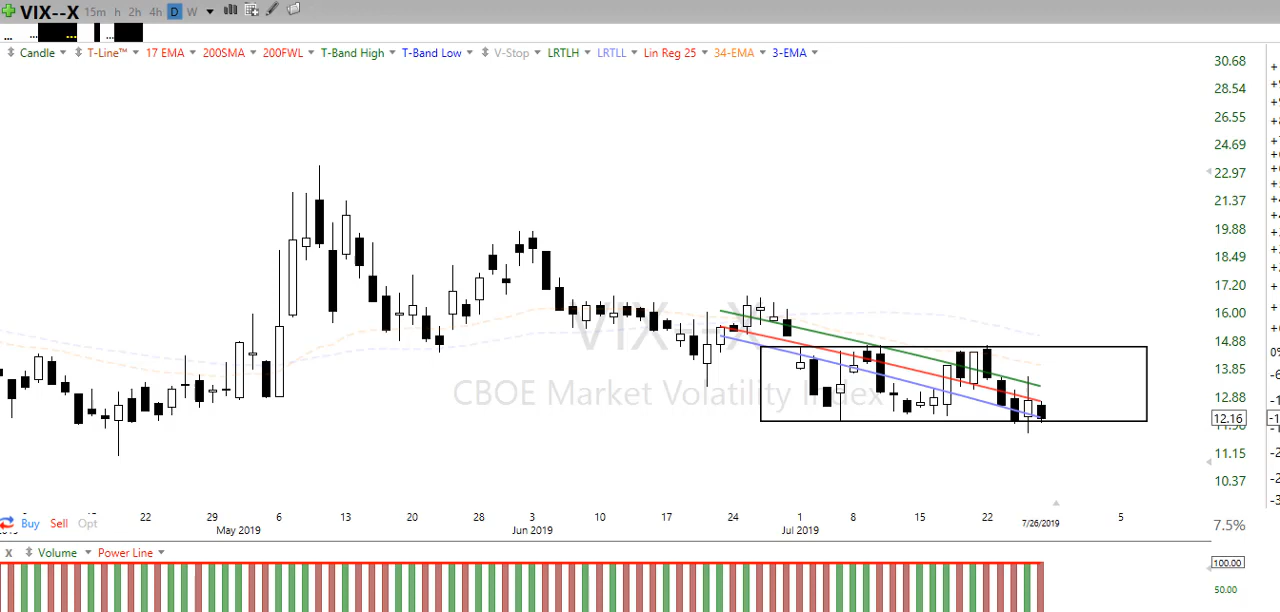 VIX--X 15m h 2h 4h D W
Candle T-Line™ 17 EMA 200SMA 200FWL T-Band High T-Band Low V-Stop LRTLH LRTLL Lin Reg 25 34-EMA 3-EMA
30.68
28.54
26.55
24.69
22.97
21.37
19.88
18.49
17.20
16.00
14.88
13.85
12.88
12.16
11.15
10.37
VIX--X
CBOE Market Volatility Index
22 29 6 13 20 28 3 10 17 24 1 8 15 22 7/26/2019 5
May 2019 Jun 2019 Jul 2019
Buy Sell Opt
7.5%
X Volume Power Line
100.00
50.00